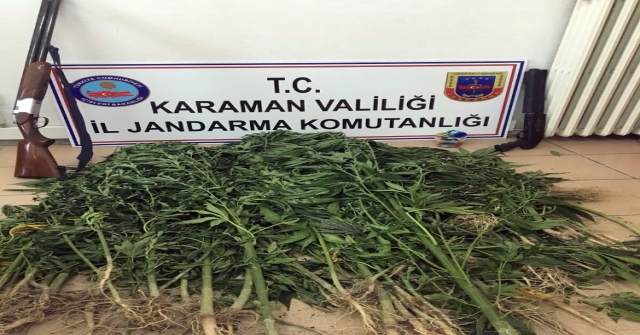 T.C.
KARAMAN VALİLİĞİ
İL JANDARMA KOMUTANLIĞI